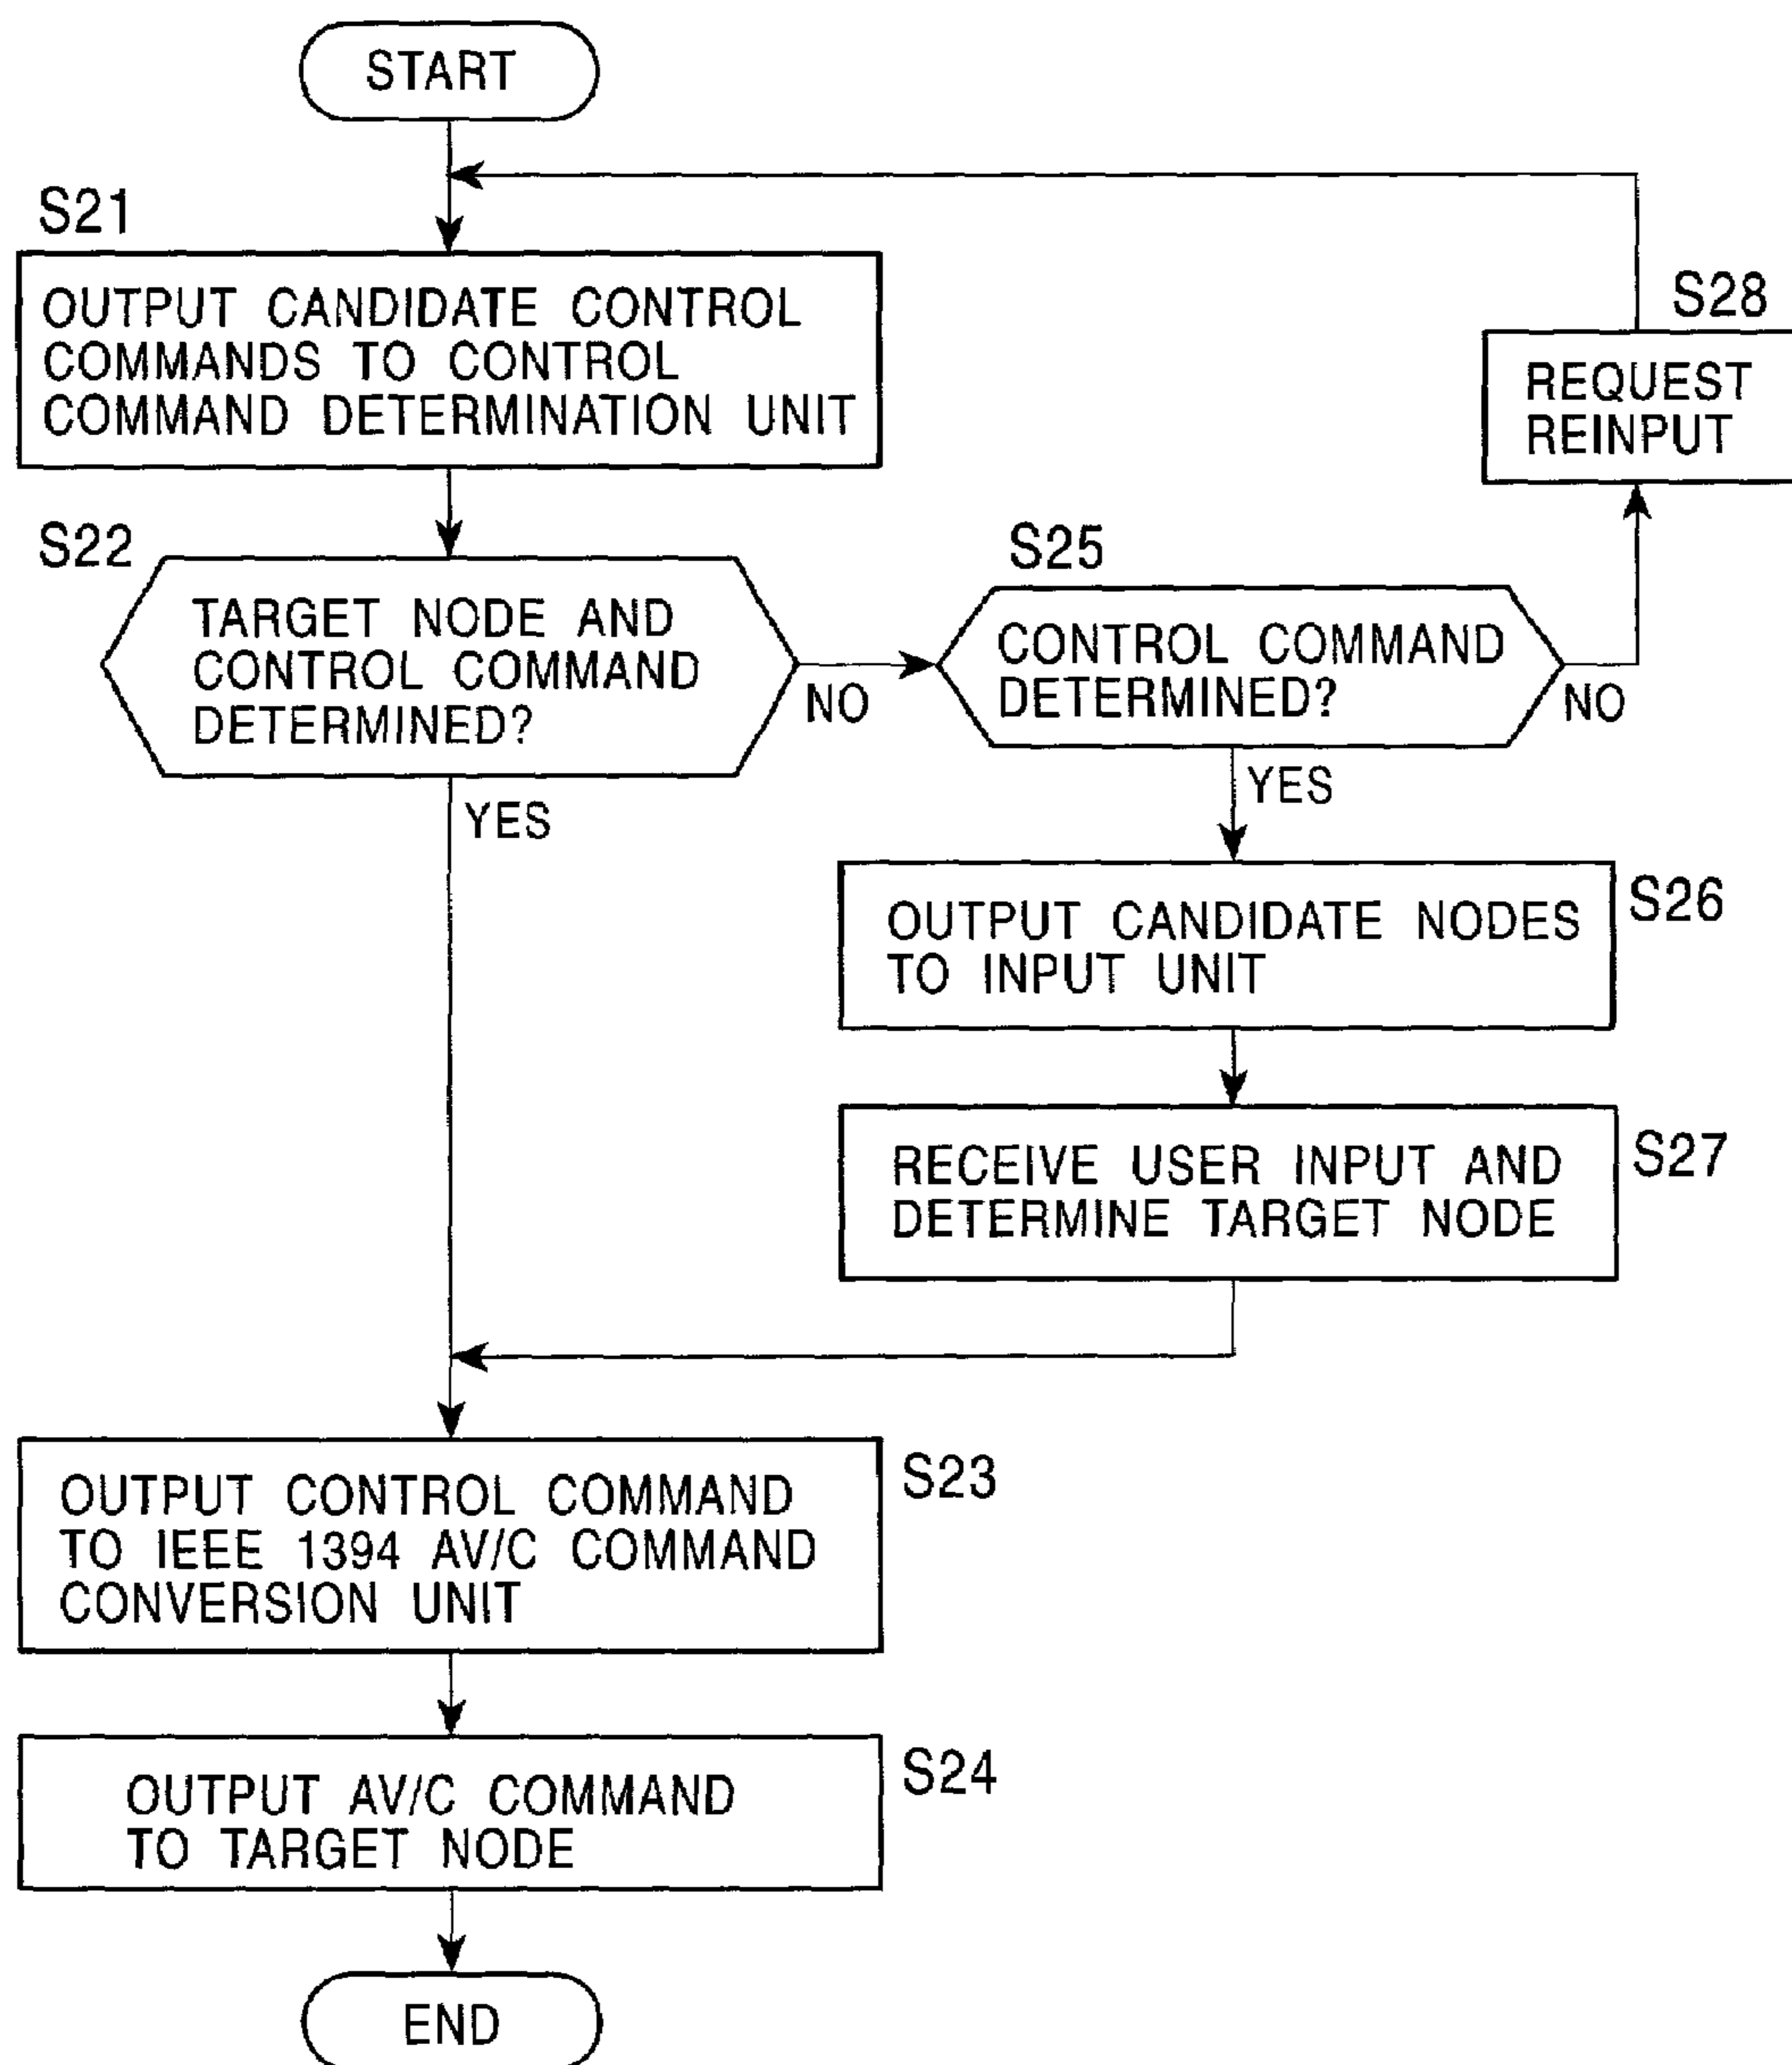 START
S21
OUTPUT CANDIDATE CONTROL
COMMANDS TO CONTROL
COMMAND DETERMINATION UNIT
S28
REQUEST
REINPUT
S22
TARGET NODE AND
CONTROL COMMAND
DETERMINED?
NO
YES
S25
CONTROL COMMAND
DETERMINED?
NO
YES
OUTPUT CANDIDATE NODES
TO INPUT UNIT
S26
RECEIVE USER INPUT AND
DETERMINE TARGET NODE
S27
OUTPUT CONTROL COMMAND
TO IEEE 1394 AV/C COMMAND
CONVERSION UNIT
S23
OUTPUT AV/C COMMAND
TO TARGET NODE
S24
END